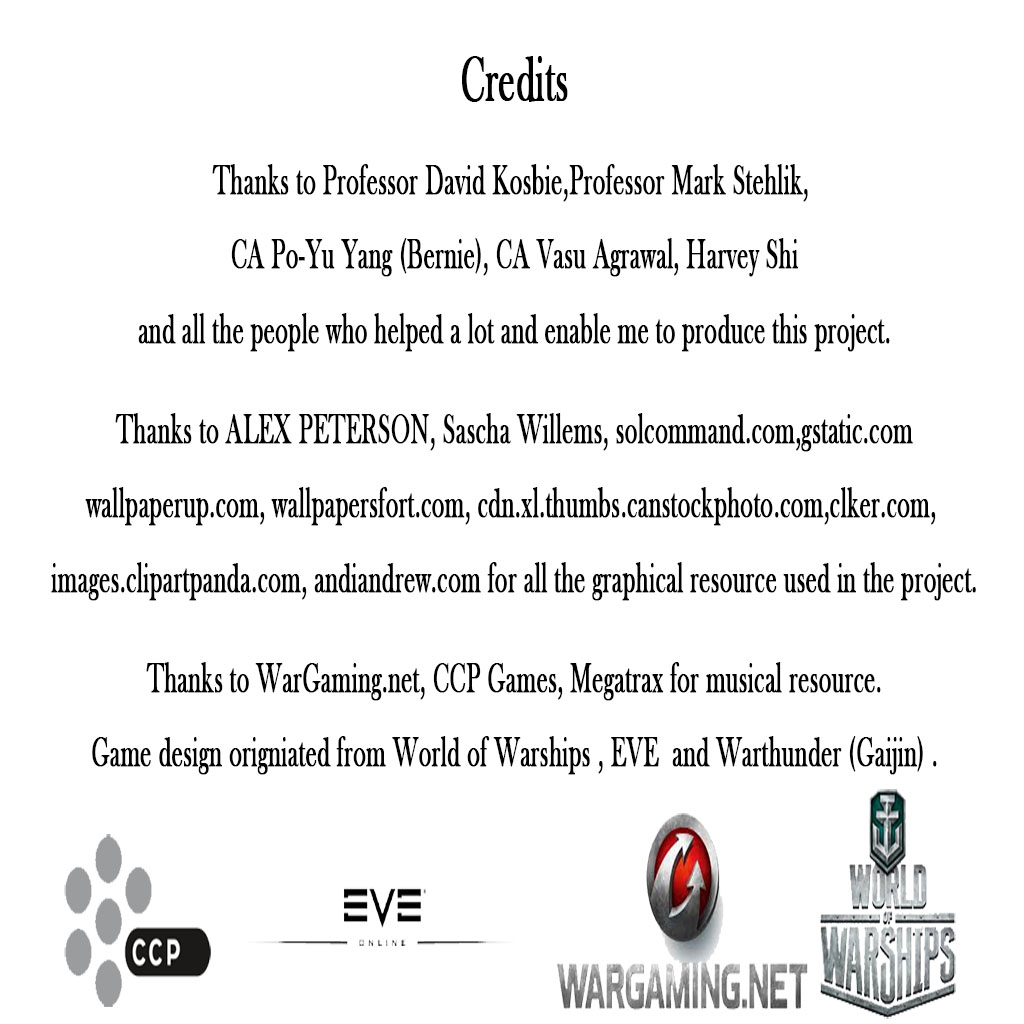 Credits
Thanks to Professor David Kosbie,Professor Mark Stehlik,
CA Po-Yu Yang (Bernie), CA Vasu Agrawal, Harvey Shi
and all the people who helped a lot and enable me to produce this project.
Thanks to ALEX PETERSON, Sascha Willems, solcommand.com,gstatic.com
wallpaperup.com, wallpapersfort.com, cdn.xl.thumbs.canstockphoto.com,clker.com,
images.clipartpanda.com, andiandrew.com for all the graphical resource used in the project.
Thanks to WarGaming.net, CCP Games, Megatrax for musical resource.
Game design origniated from World of Warships , EVE  and Warthunder (Gaijin) .
CCP
EVE
ONLINE
WARGAMING.NET
WORLD
OF
WARSHIPS